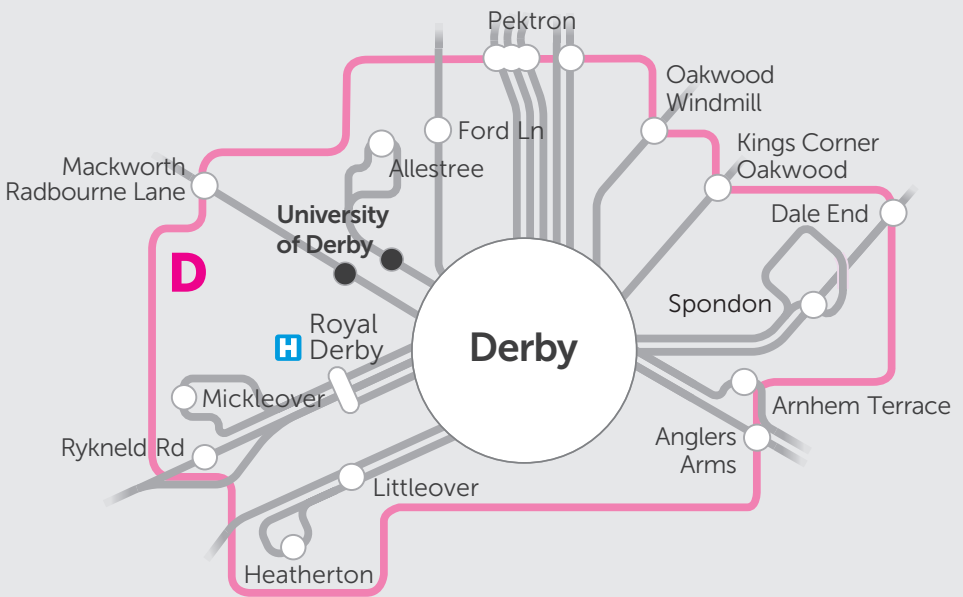 Pektron
Oakwood
Windmill
Ford Ln
Kings Corner
Oakwood
Allestree
Mackworth
Radbourne Lane
University
of Derby
Dale End
D
Spondon
H
Royal
Derby
Derby
Mickleover
Arnhem Terrace
Rykneld Rd
Anglers
Arms
Littleover
Heatherton